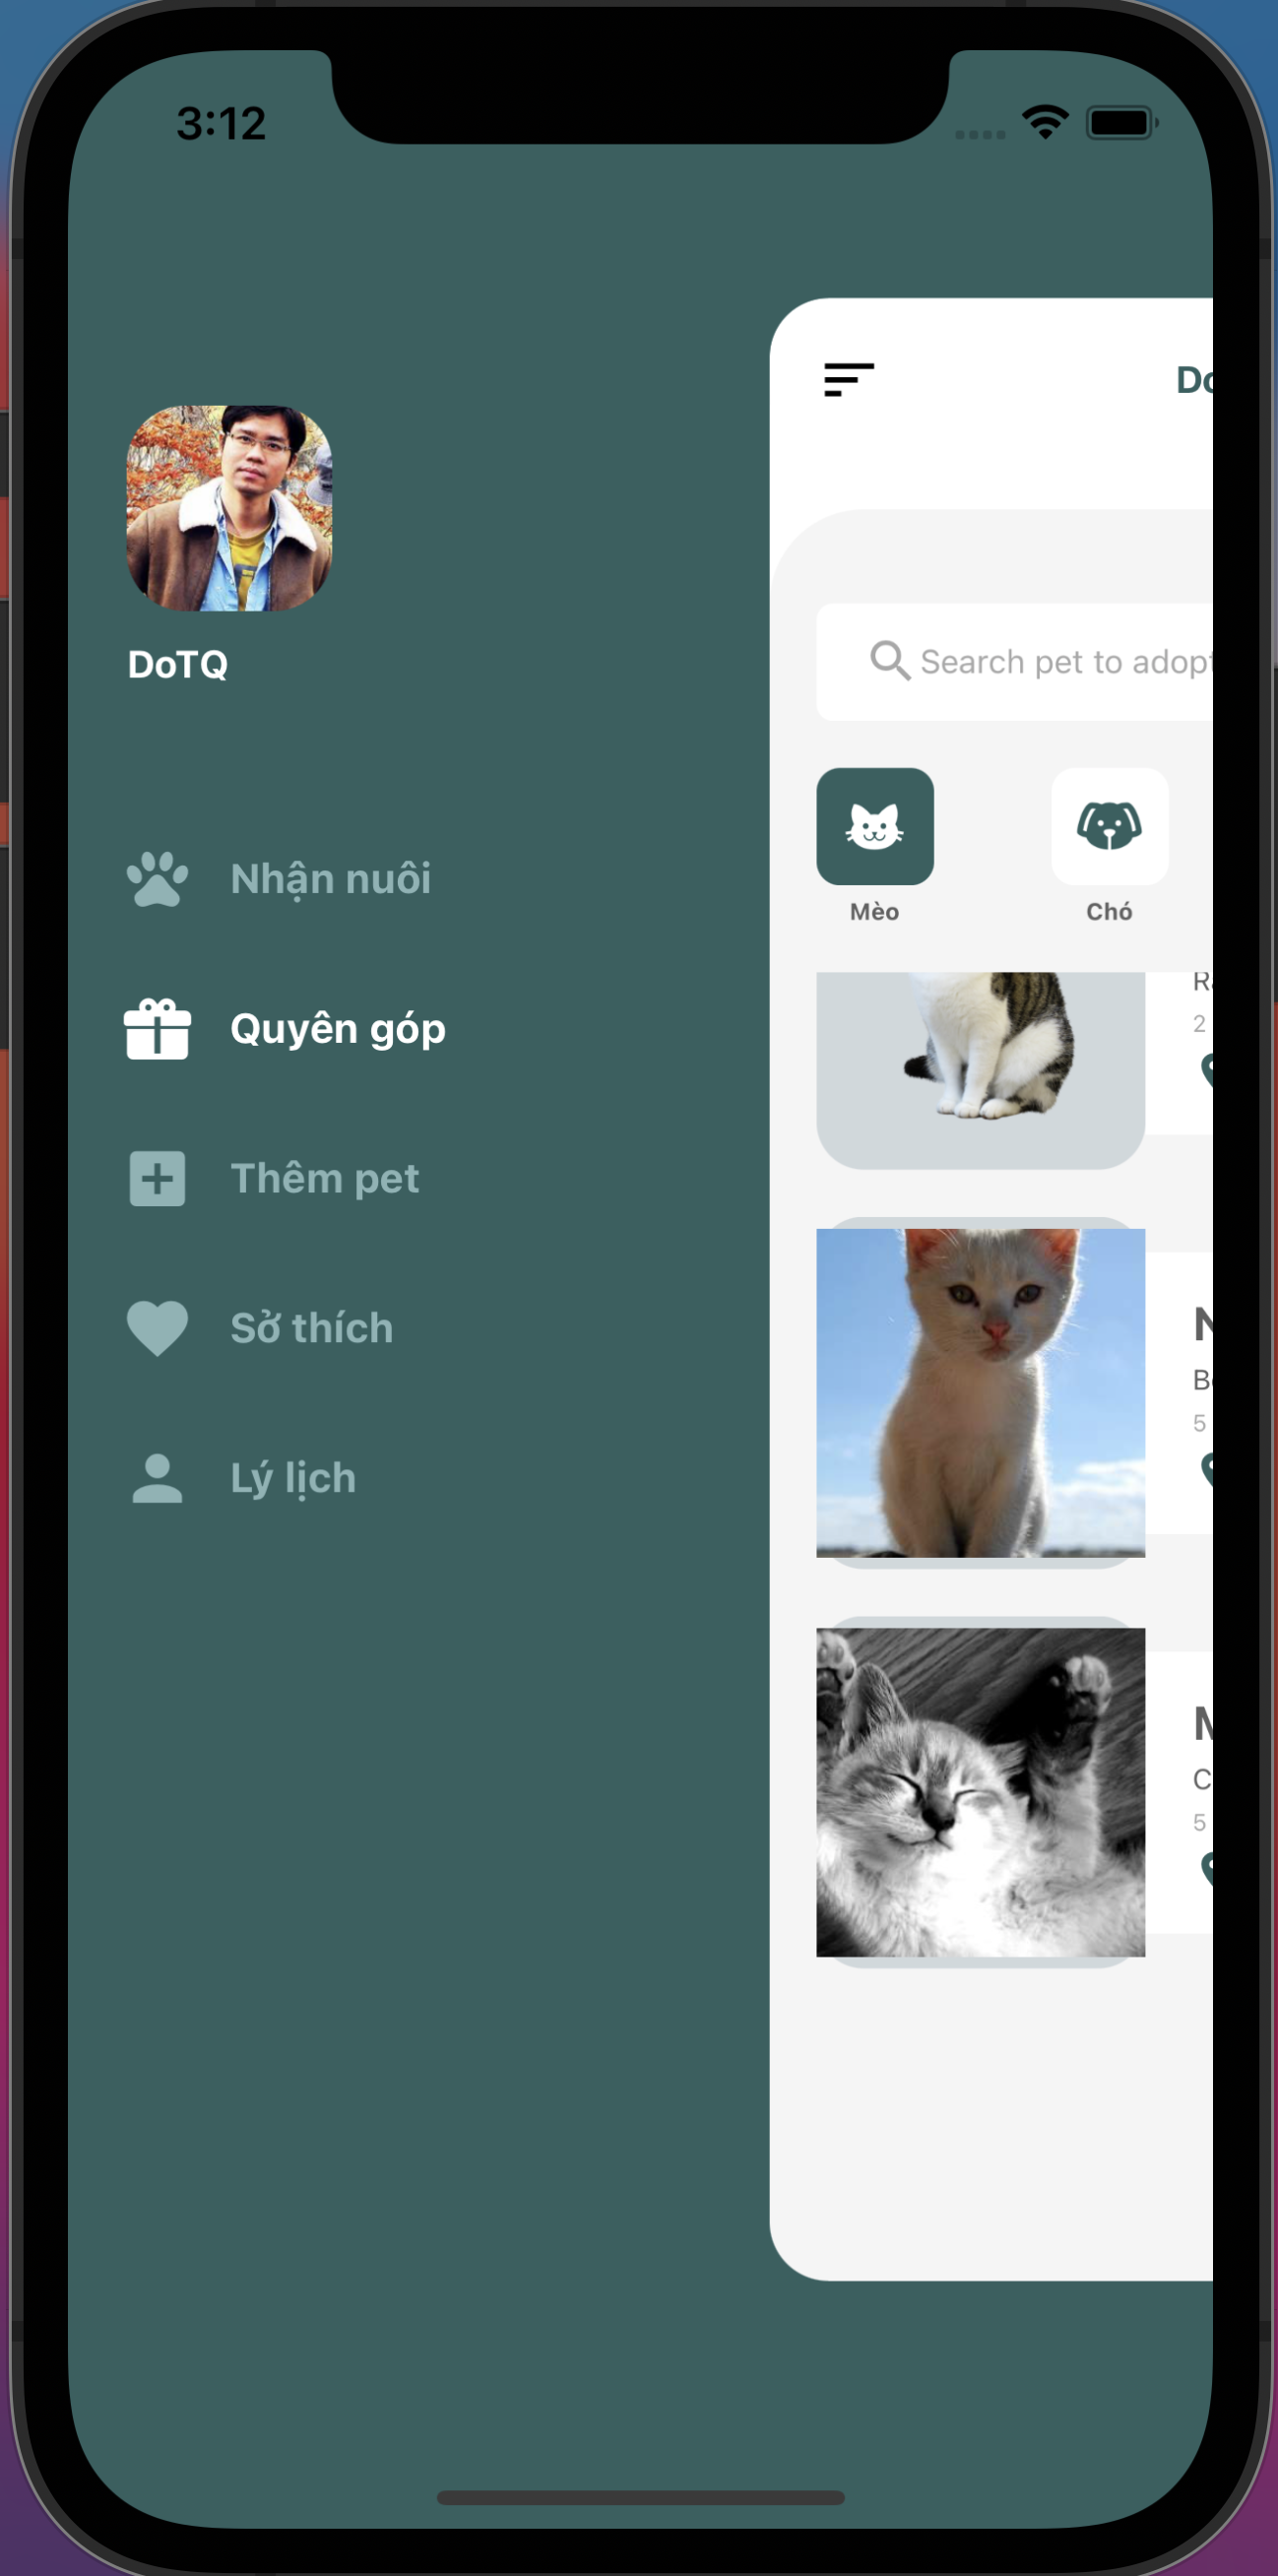 3:12
DoTQ
Nhận nuôi
Quyên góp
Thêm pet
Sở thích
Lý lịch
Search pet to adopt
Mèo
Chó
2
5
5